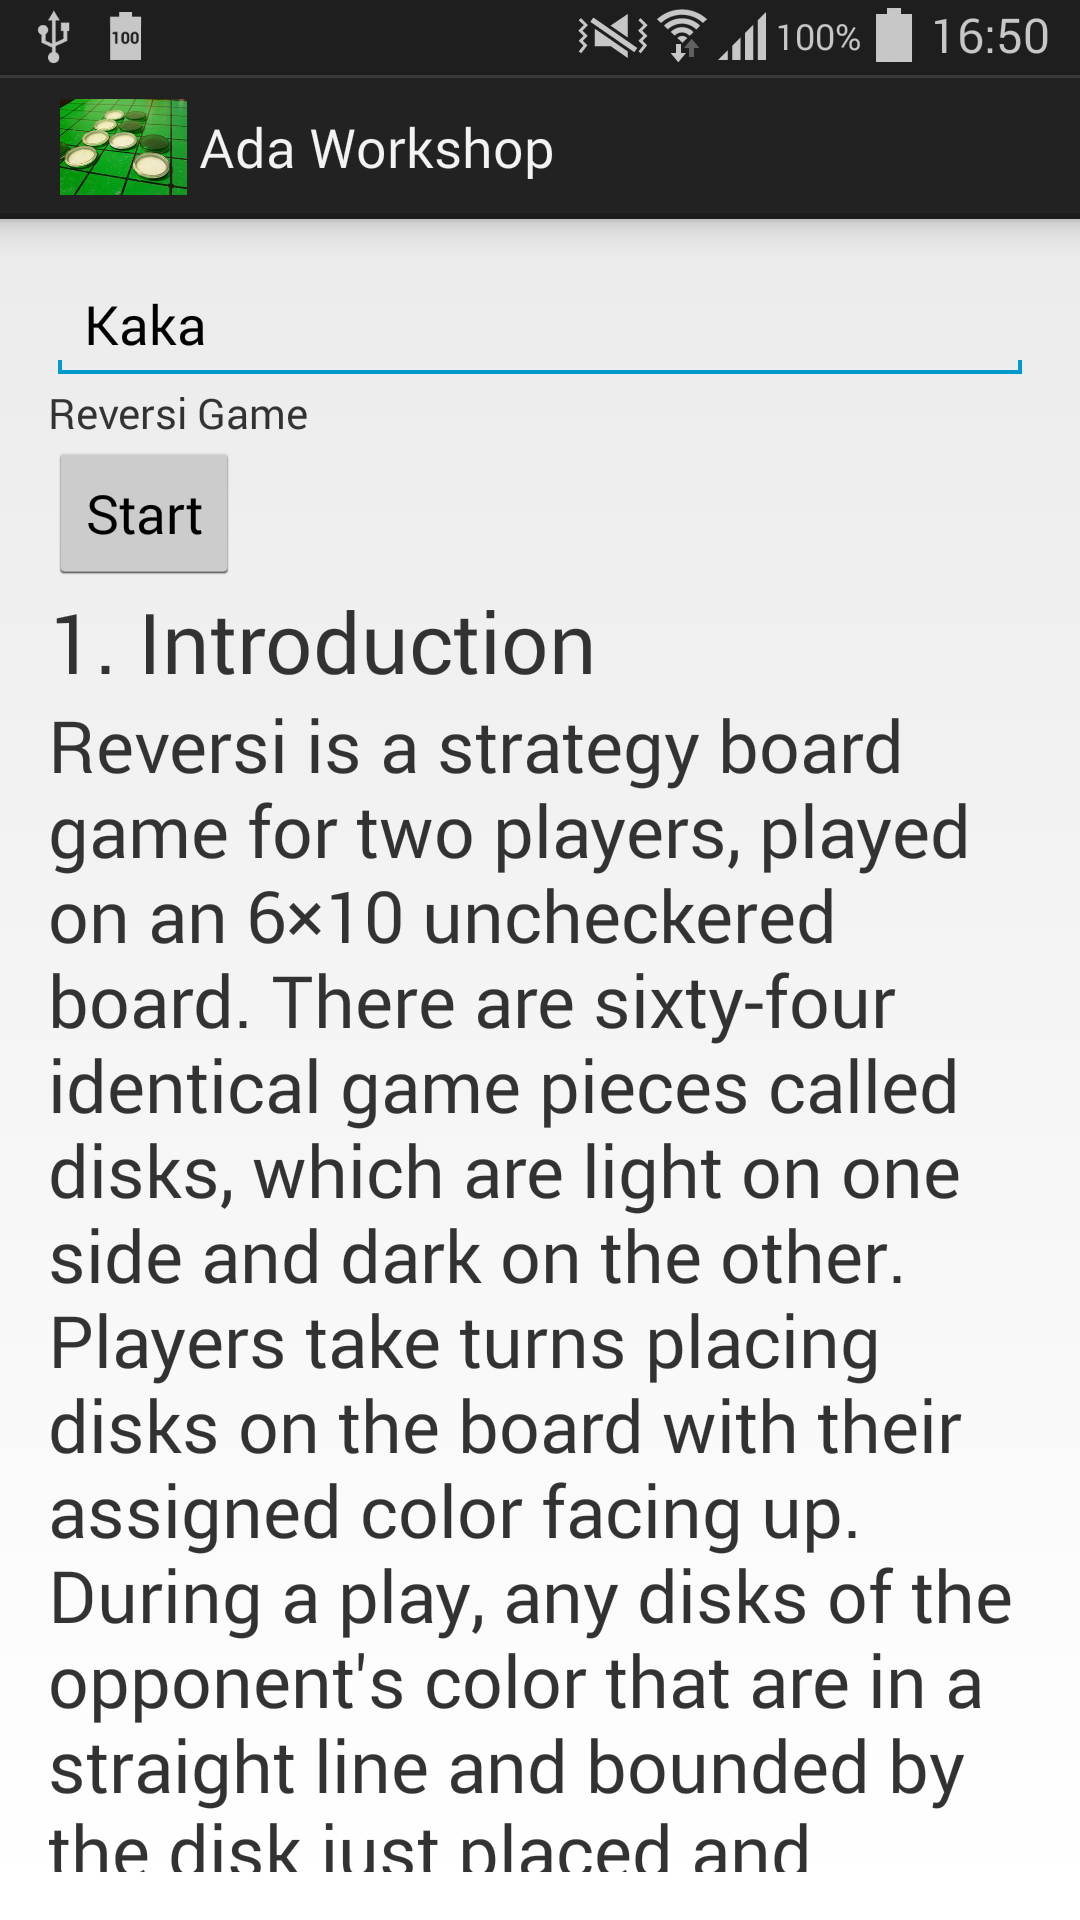 100
100%
16:50
Ada Workshop
Kaka
Reversi Game
Start
1. Introduction
Reversi is a strategy board
game for two players, played
on an 6×10 uncheckered
board. There are sixty-four
identical game pieces called
disks, which are light on one
side and dark on the other.
Players take turns placing
disks on the board with their
assigned color facing up.
During a play, any disks of the
opponent's color that are in a
straight line and bounded by
the disk just placed and